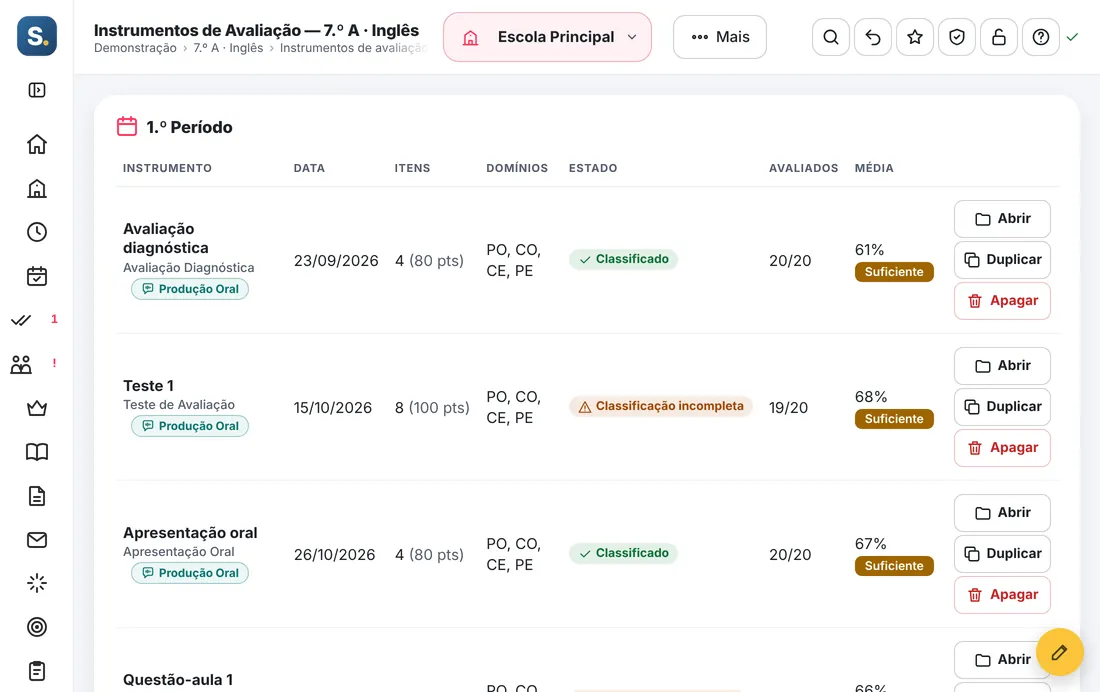 S.
Instrumentos de Avaliação — 7.º A · Inglês
Demonstração › 7.º A · Inglês › Instrumentos de avaliação
Escola Principal
Mais
1
!
1.º Período
INSTRUMENTO DATA ITENS DOMÍNIOS ESTADO AVALIADOS MÉDIA
Avaliação
diagnóstica
Avaliação Diagnóstica
Produção Oral
23/09/2026
4 (80 pts)
PO, CO,
CE, PE
Classificado
20/20
61%
Suficiente
Abrir
Duplicar
Apagar
Teste 1
Teste de Avaliação
Produção Oral
15/10/2026
8 (100 pts)
PO, CO,
CE, PE
Classificação incompleta
19/20
68%
Suficiente
Abrir
Duplicar
Apagar
Apresentação oral
Apresentação Oral
Produção Oral
26/10/2026
4 (80 pts)
PO, CO,
CE, PE
Classificado
20/20
67%
Suficiente
Abrir
Duplicar
Apagar
Questão-aula 1
PO, CO,
66%
Abrir